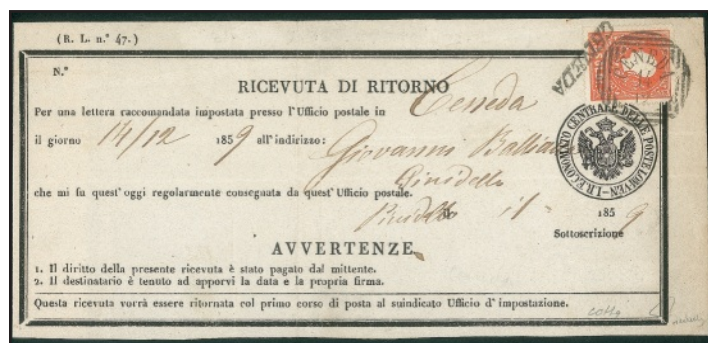 (R. L. n.° 47.)
CENEDA
CENEDA
N.°
RICEVUTA DI RITORNO
Per una lettera raccomandata impostata presso l'Ufficio postale in Ceneda
il giorno 14/12 1859 all'indirizzo: Giovanni
I. R. ECONOMATO CENTRALE DELLE POSTE LOM. VEN.
che mi fu quest'oggi regolarmente consegnata da quest'Ufficio postale.
il 1859
Sottoscrizione
AVVERTENZE
1. Il diritto della presente ricevuta è stato pagato dal mittente.
2. Il destinatario è tenuto ad apporvi la data e la propria firma.
Questa ricevuta vorrà essere ritornata col primo corso di posta al suindicato Ufficio d'impostazione.